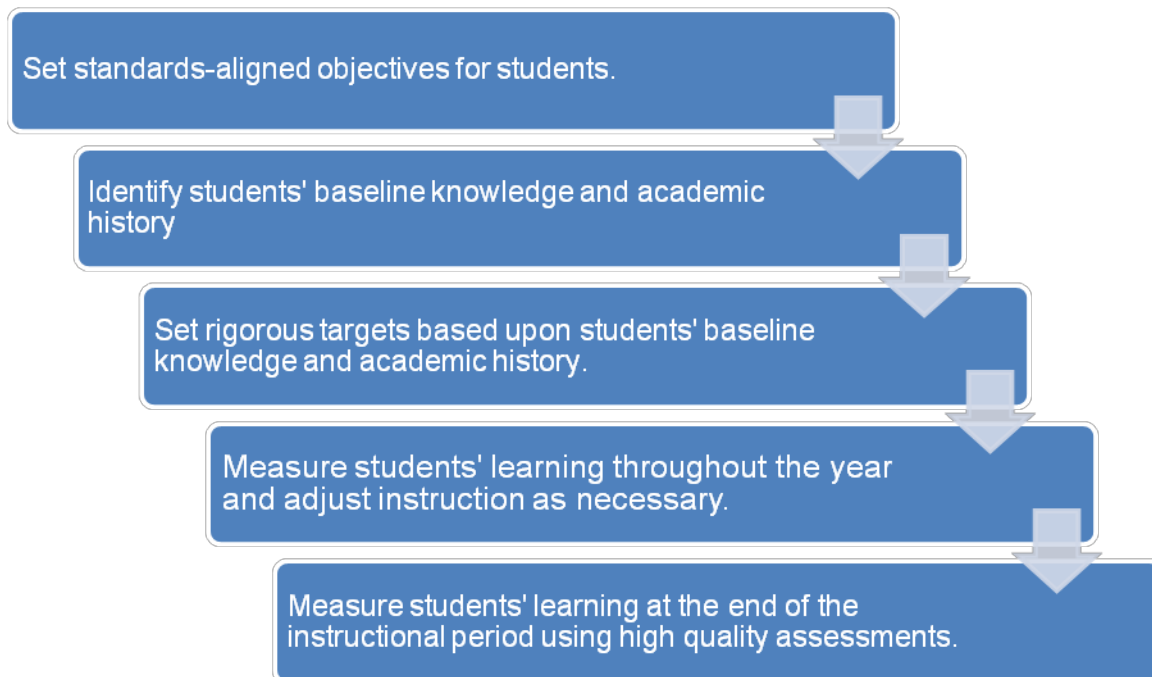 Set standards-aligned objectives for students.
Identify students' baseline knowledge and academic
history
Set rigorous targets based upon students' baseline
knowledge and academic history.
Measure students' learning throughout the year
and adjust instruction as necessary.
Measure students' learning at the end of the
instructional period using high quality assessments.